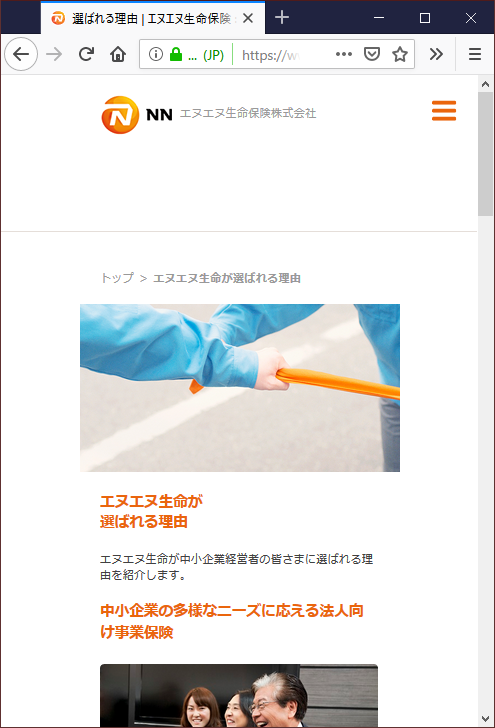 選ばれる理由 | エヌエヌ生命保険
... (JP) https://w
NN エヌエヌ生命保険株式会社
トップ > エヌエヌ生命が選ばれる理由
エヌエヌ生命が
選ばれる理由
エヌエヌ生命が中小企業経営者の皆さまに選ばれる理
由を紹介します。
中小企業の多様なニーズに応える法人向
け事業保険